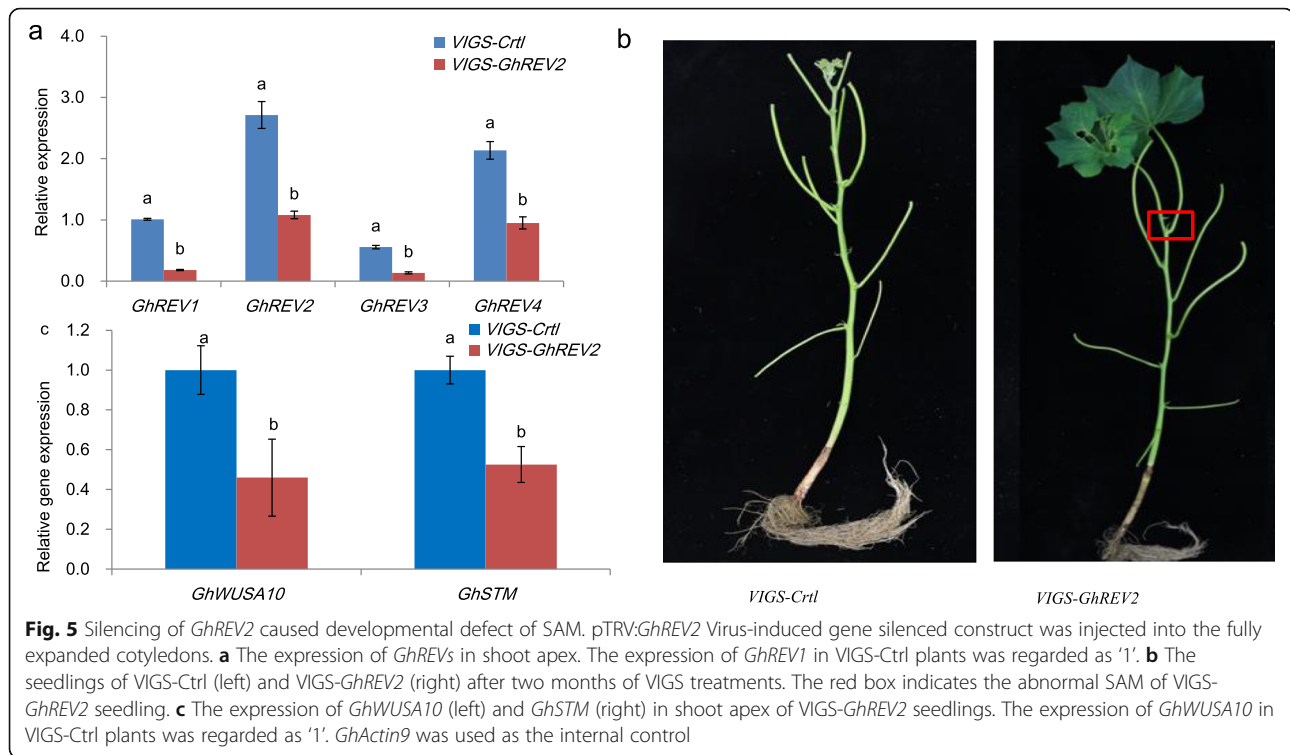 a
4.0
3.0
2.0
1.0
0.0
Relative expression
VIGS-Crtl
VIGS-GhREV2
a
b
a
b
a
b
a
b
GhREV1 GhREV2 GhREV3 GhREV4
c
1.2
1.0
0.8
0.6
0.4
0.2
0.0
Relative gene expression
VIGS-Crtl
VIGS-GhREV2
a
b
a
b
GhWUSA10 GhSTM
b
VIGS-Crtl VIGS-GhREV2
Fig. 5 Silencing of GhREV2 caused developmental defect of SAM. pTRV:GhREV2 Virus-induced gene silenced construct was injected into the fully
expanded cotyledons. a The expression of GhREVs in shoot apex. The expression of GhREV1 in VIGS-Ctrl plants was regarded as ‘1’. b The
seedlings of VIGS-Ctrl (left) and VIGS-GhREV2 (right) after two months of VIGS treatments. The red box indicates the abnormal SAM of VIGS-
GhREV2 seedling. c The expression of GhWUSA10 (left) and GhSTM (right) in shoot apex of VIGS-GhREV2 seedlings. The expression of GhWUSA10 in
VIGS-Ctrl plants was regarded as ‘1’. GhActin9 was used as the internal control